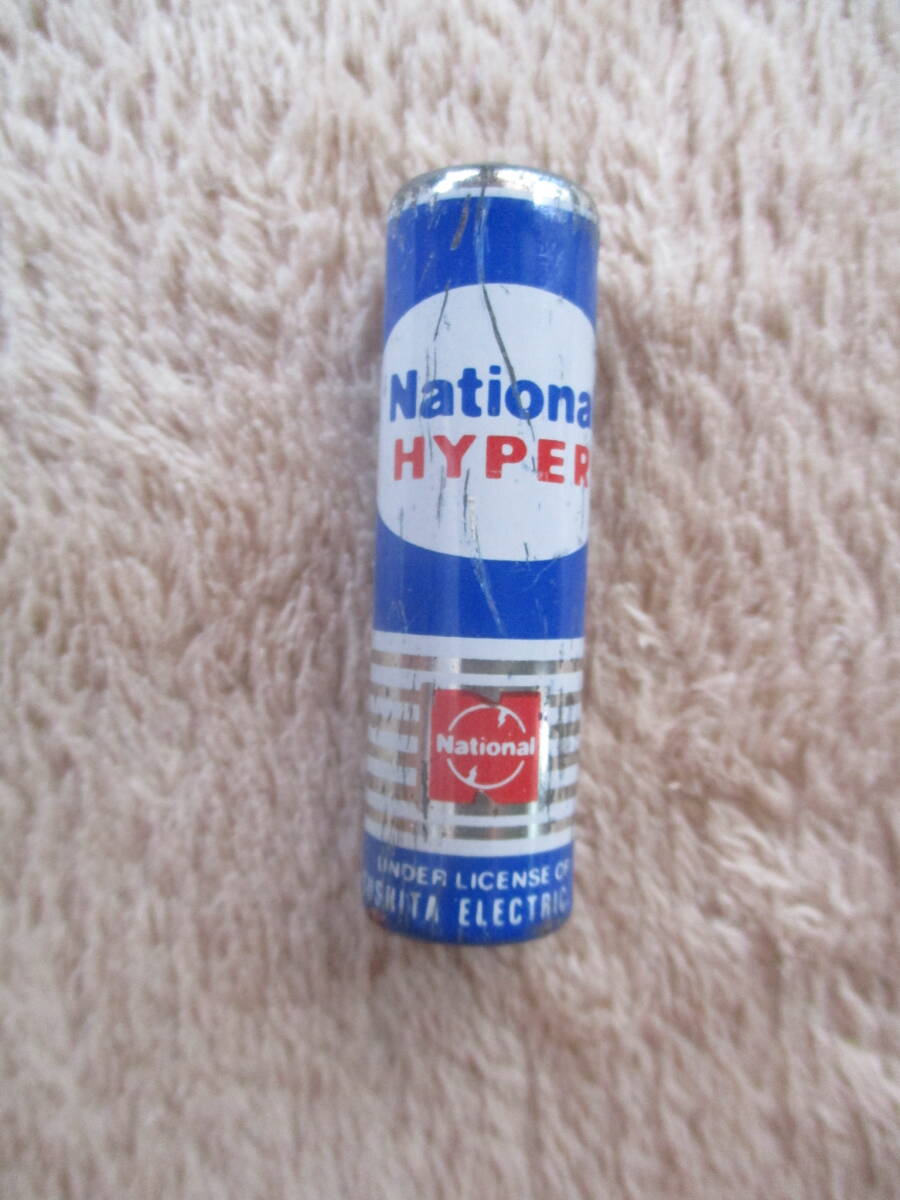 Nationa
HYPER
National
UNDER LICENSE OF
SHITA ELECTRIC